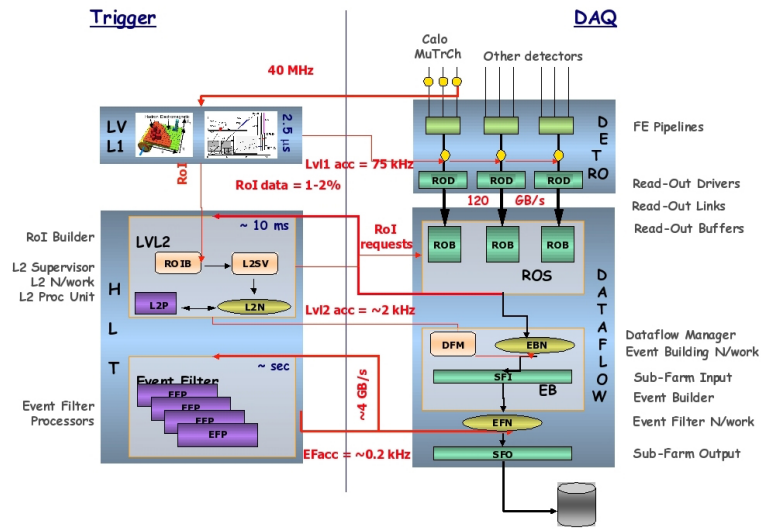 Trigger
DAQ
Calo
MuTrCh
Other detectors
40 MHz
LV
L1
2.5 µs
DE
T RO
FE Pipelines
Lvl1 acc = 75 kHz
RoI
RoI data = 1-2%
ROD
ROD
ROD
Read-Out Drivers
120 GB/s
Read-Out Links
RoI Builder
LVL2
~ 10 ms
RoI
requests
ROB
ROB
ROB
Read-Out Buffers
ROIB
L2SV
ROS
L2 Supervisor
L2 N/work
L2 Proc Unit
L2P
L2N
H
L
T
DATAFLOW
Lvl2 acc = ~2 kHz
DFM
EBN
Dataflow Manager
Event Building N/work
~ sec
SFI
EB
Sub-Farm Input
Event Builder
Event Filter
EFP
EFP
EFP
EFP
Event Filter
Processors
~4 GB/s
EFN
Event Filter N/work
EFacc = ~0.2 kHz
SFO
Sub-Farm Output